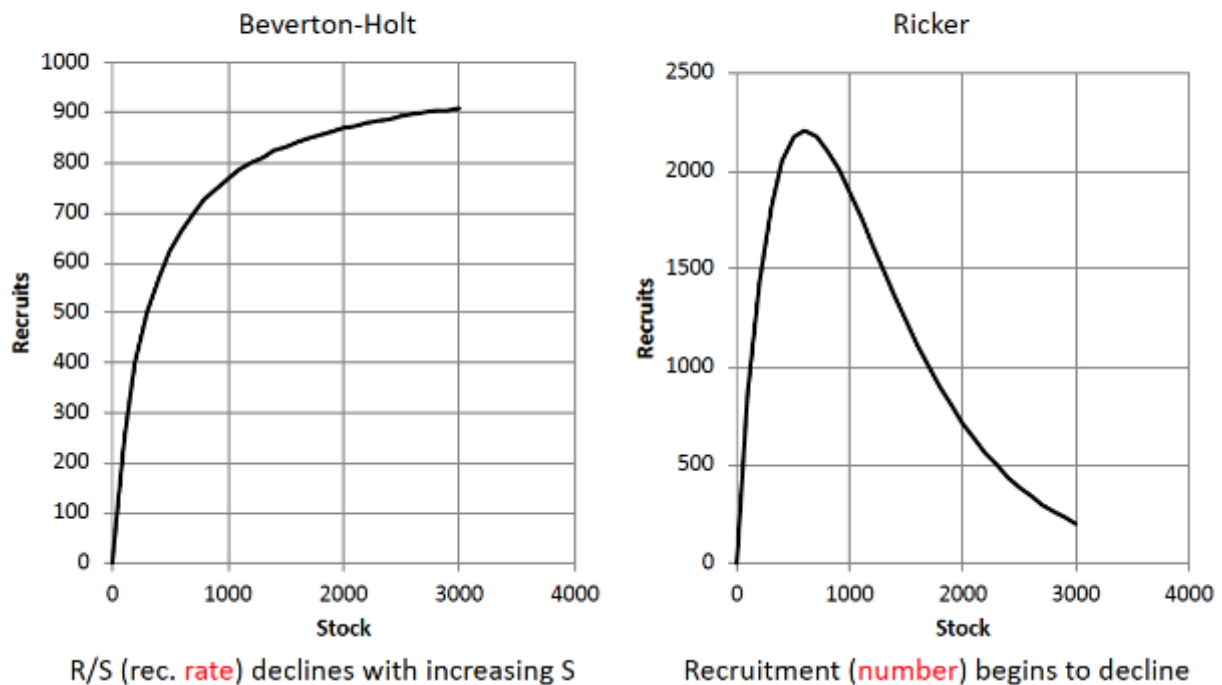 Beverton-Holt
1000
900
800
700
600
500
400
300
200
100
0
Recruits
0 1000 2000 3000 4000
Stock
R/S (rec. rate) declines with increasing S
Ricker
2500
2000
1500
1000
500
0
Recruits
0 1000 2000 3000 4000
Stock
Recruitment (number) begins to decline